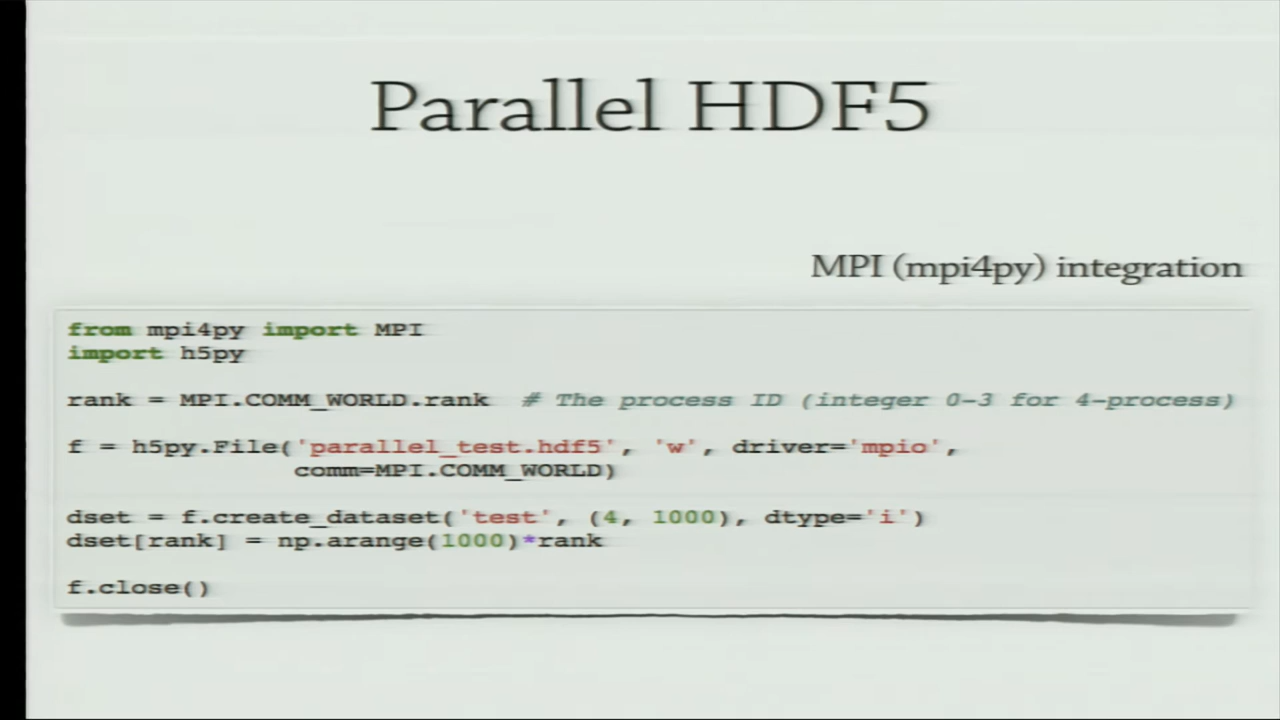 Parallel HDF5
MPI (mpi4py) integration
from mpi4py import MPI
import h5py
rank = MPI.COMM_WORLD.rank  # The process ID (integer 0-3 for 4-process)
f = h5py.File('parallel_test.hdf5', 'w', driver='mpio',
              comm=MPI.COMM_WORLD)
dset = f.create_dataset('test', (4, 1000), dtype='i')
dset[rank] = np.arange(1000)*rank
f.close()